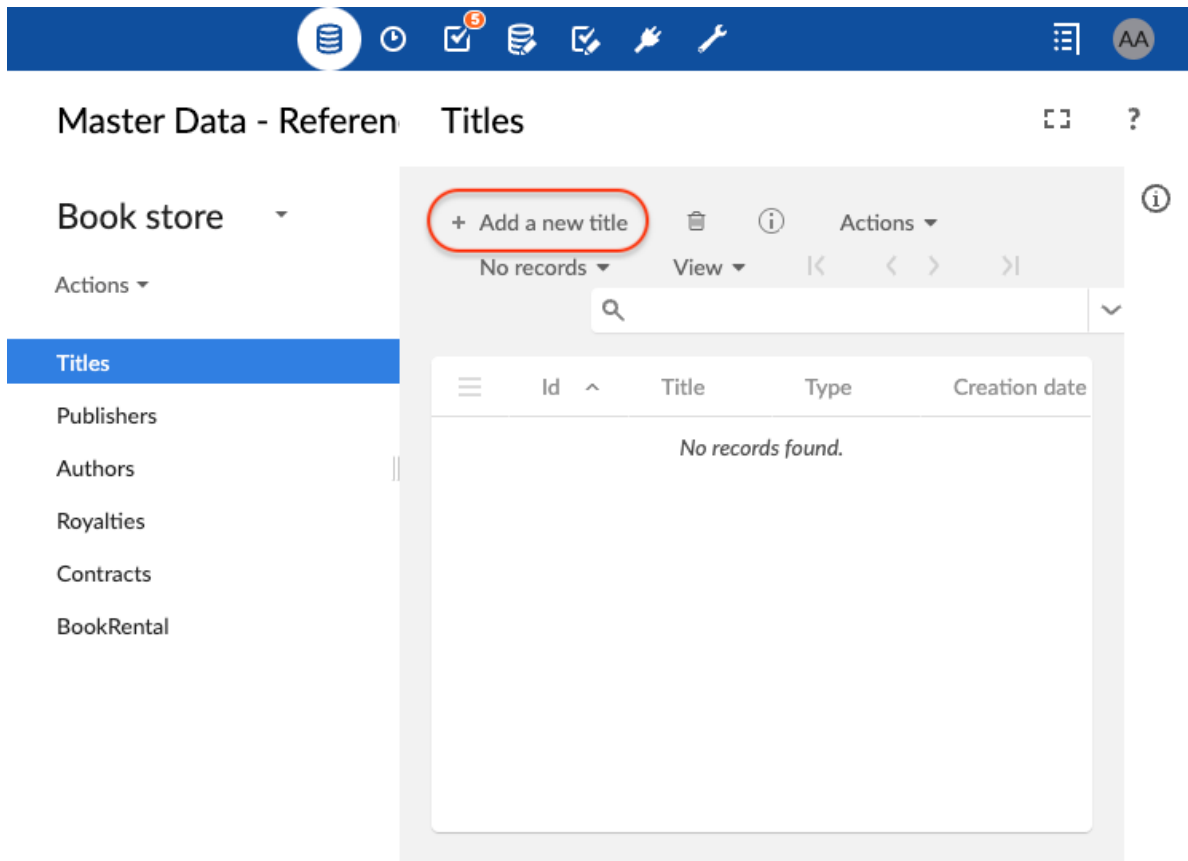 5
AA
Master Data - Referen
Titles
?
Book store
+ Add a new title
Actions
No records
View
Actions
Titles
Publishers
Authors
Royalties
Contracts
BookRental
Id
Title
Type
Creation date
No records found.